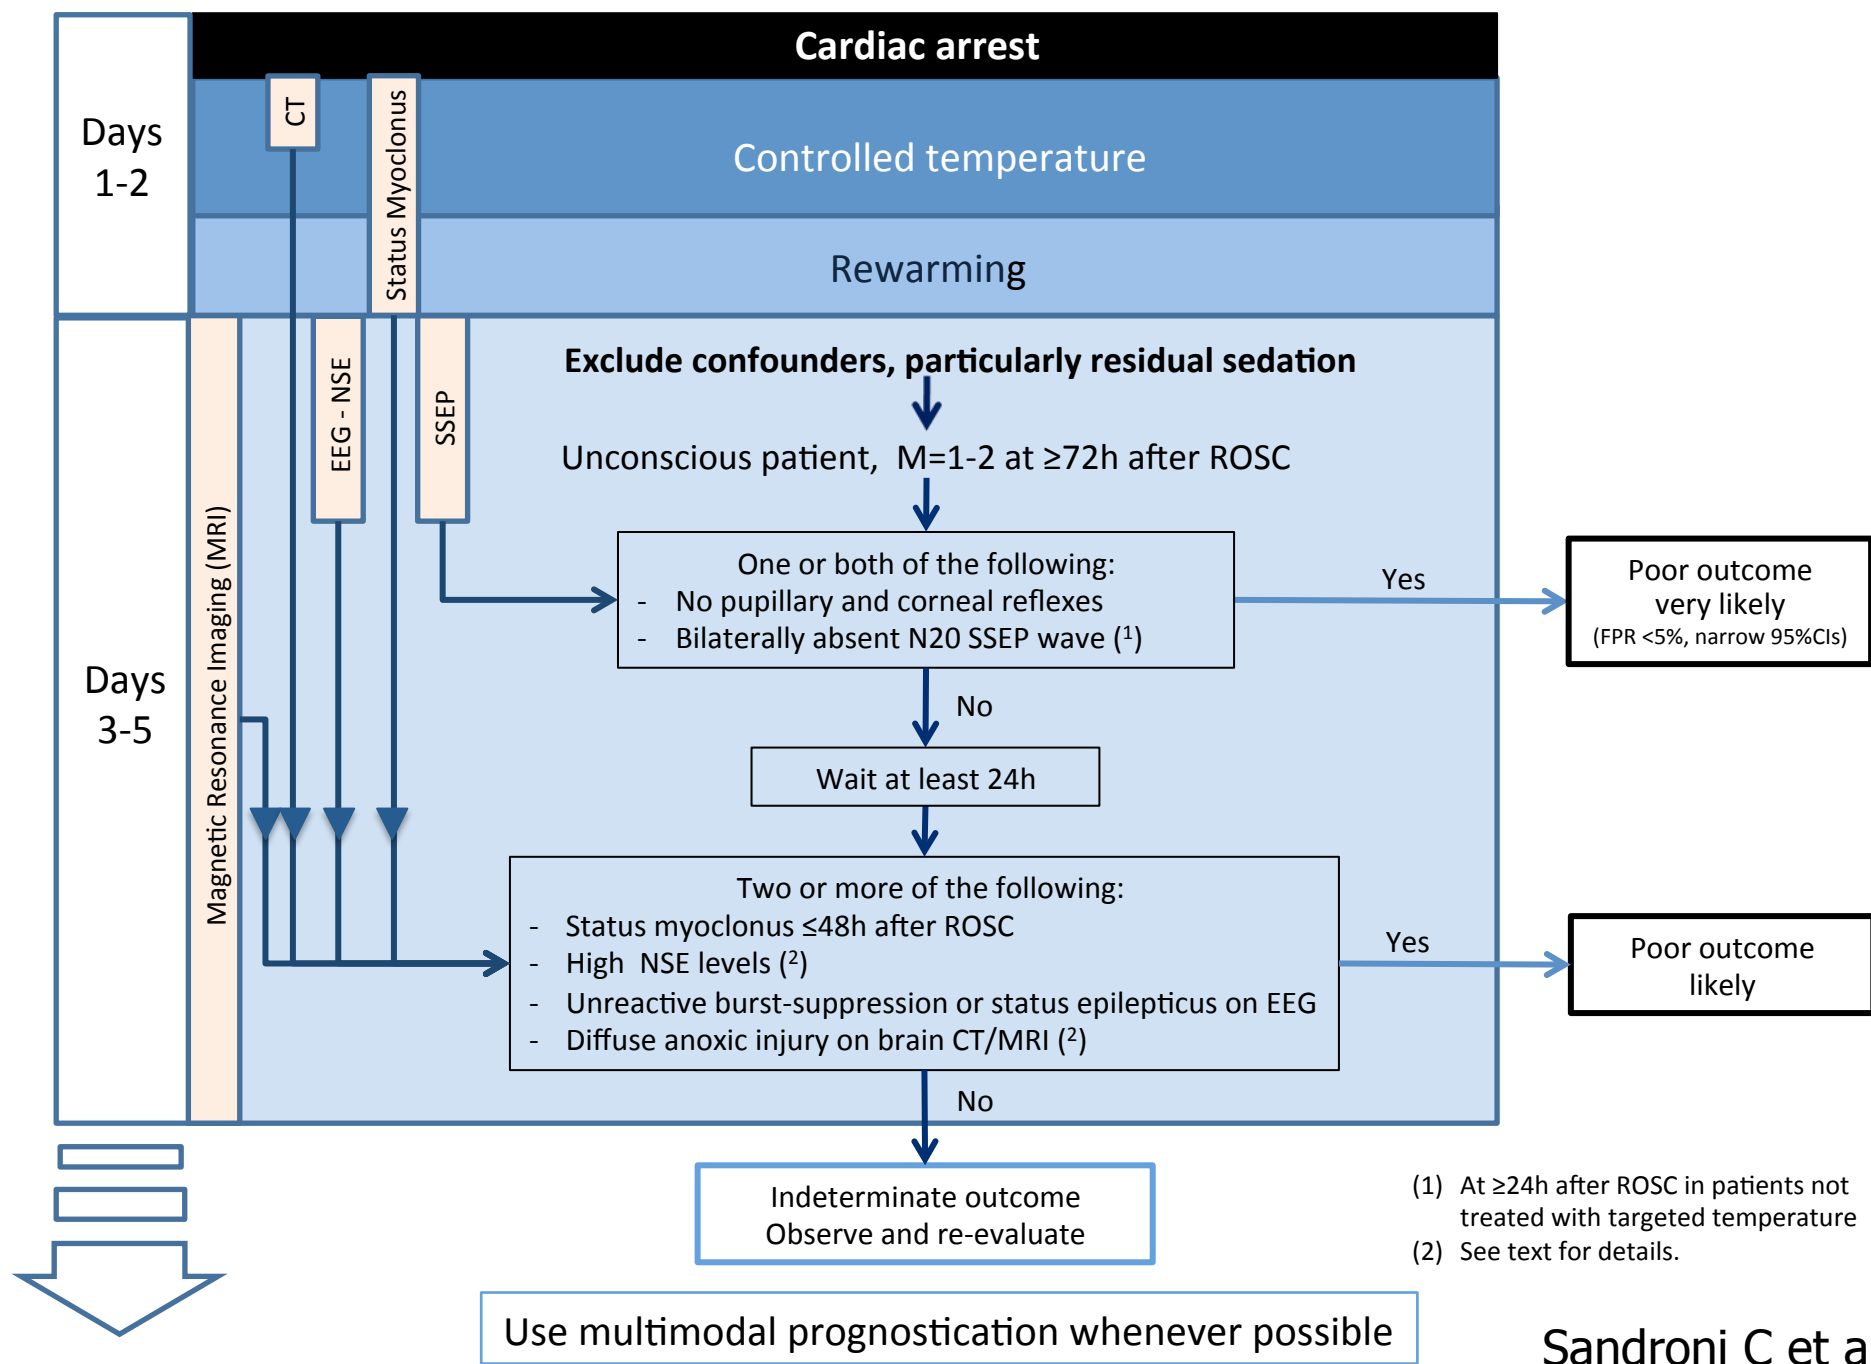 Cardiac arrest
Days
1-2
CT
Status Myoclonus
Controlled temperature
Rewarming
Days
3-5
Magnetic Resonance Imaging (MRI)
EEG - NSE
SSEP
Exclude confounders, particularly residual sedation
Unconscious patient, M=1-2 at ≥72h after ROSC
One or both of the following:
- No pupillary and corneal reflexes
- Bilaterally absent N20 SSEP wave (1)
Yes
Poor outcome
very likely
(FPR <5%, narrow 95%CIs)
No
Wait at least 24h
Two or more of the following:
- Status myoclonus ≤48h after ROSC
- High NSE levels (2)
- Unreactive burst-suppression or status epilepticus on EEG
- Diffuse anoxic injury on brain CT/MRI (2)
Yes
Poor outcome
likely
No
Indeterminate outcome
Observe and re-evaluate
(1) At ≥24h after ROSC in patients not
treated with targeted temperature
(2) See text for details.
Use multimodal prognostication whenever possible
Sandroni C et a